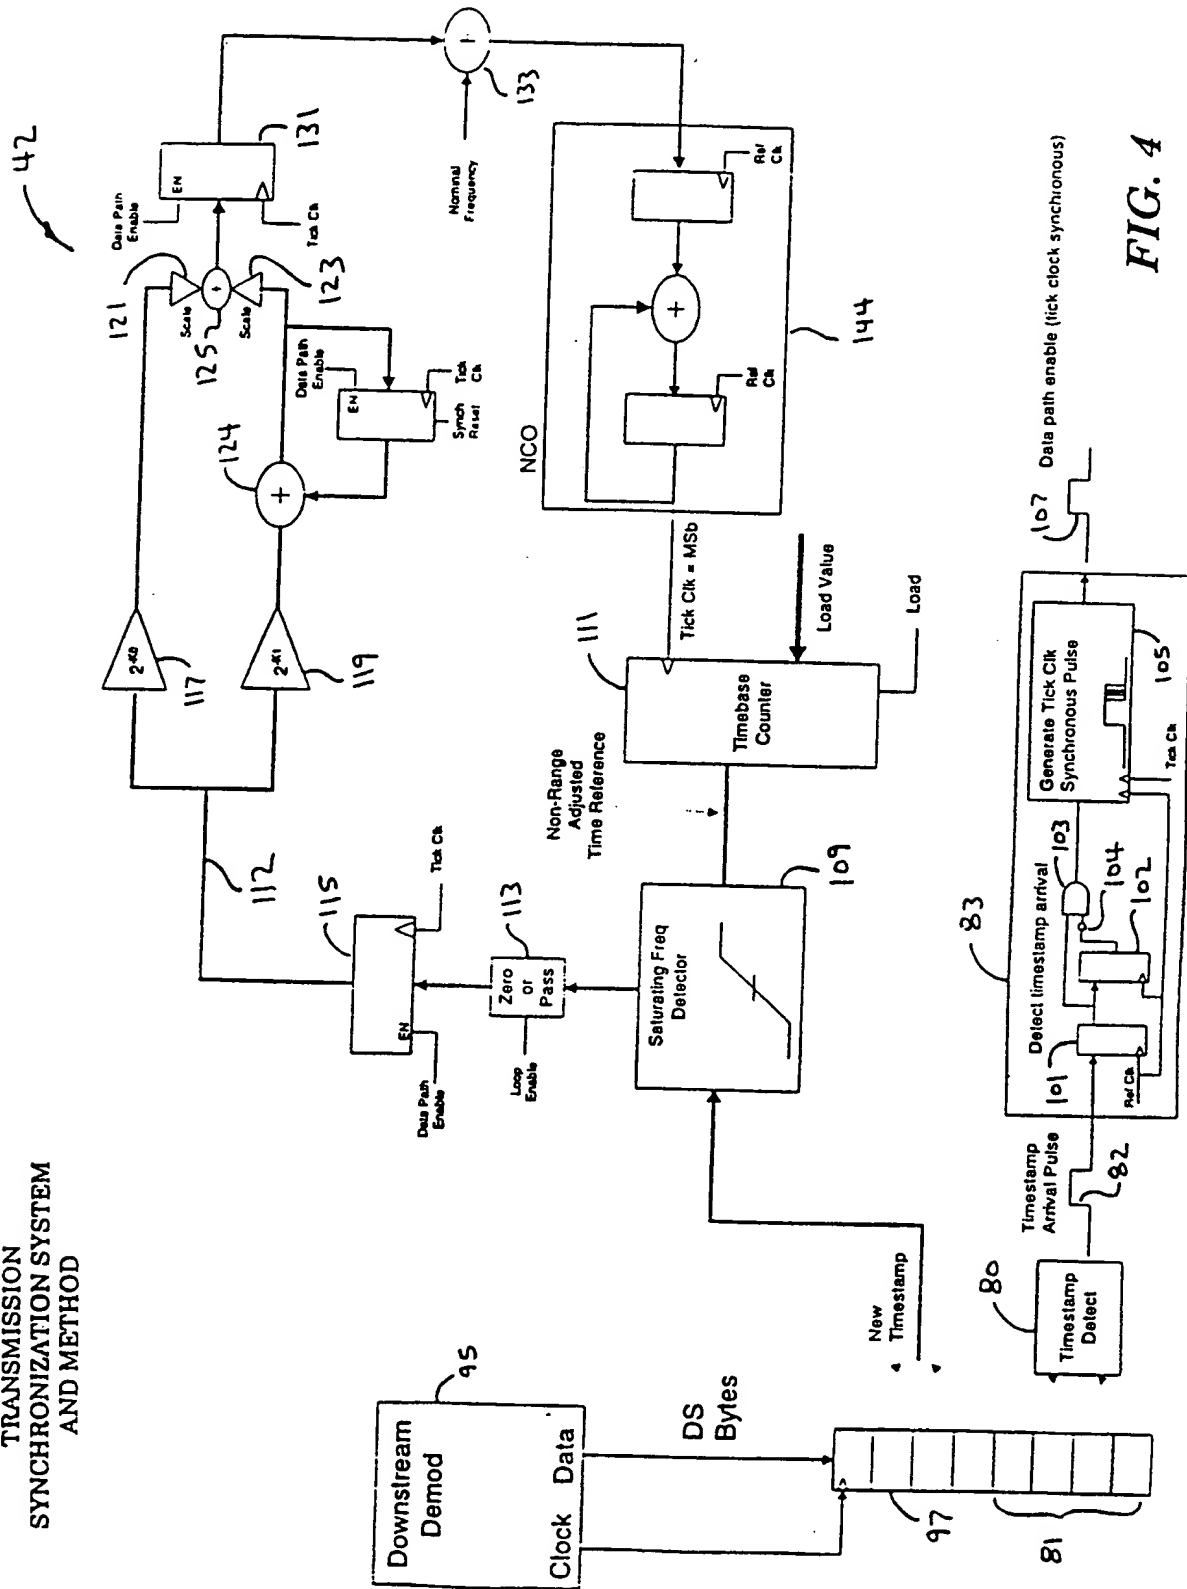 TRANSMISSION
SYNCHRONIZATION SYSTEM
AND METHOD
42
Data Path
Enable
EN
131
Tick Clk
121
Scale
+
Scale
125
123
Nominal
Frequency
133
124
+
Data Path
Enable
EN
Tick
Clk
Synch
Reset
2-K0
117
2-K1
119
112
NCO
Ref
Clk
+
Ref
Clk
144
Tick Clk = MSb
111
Timebase
Counter
Load Value
Load
Non-Range
Adjusted
Time Reference
115
EN
Tick Clk
Data Path
Enable
113
Zero
or
Pass
Loop
Enable
Saturating Freq
Detector
109
New
Timestamp
95
Downstream
Demod
Clock
Data
DS
Bytes
97
81
80
Timestamp
Detect
Timestamp
Arrival Pulse
82
83
Detect timestamp arrival
101
Ref Clk
102
104
103
Generate Tick Clk
Synchronous Pulse
105
Tick Clk
107
Data path enable (tick clock synchronous)
FIG. 4